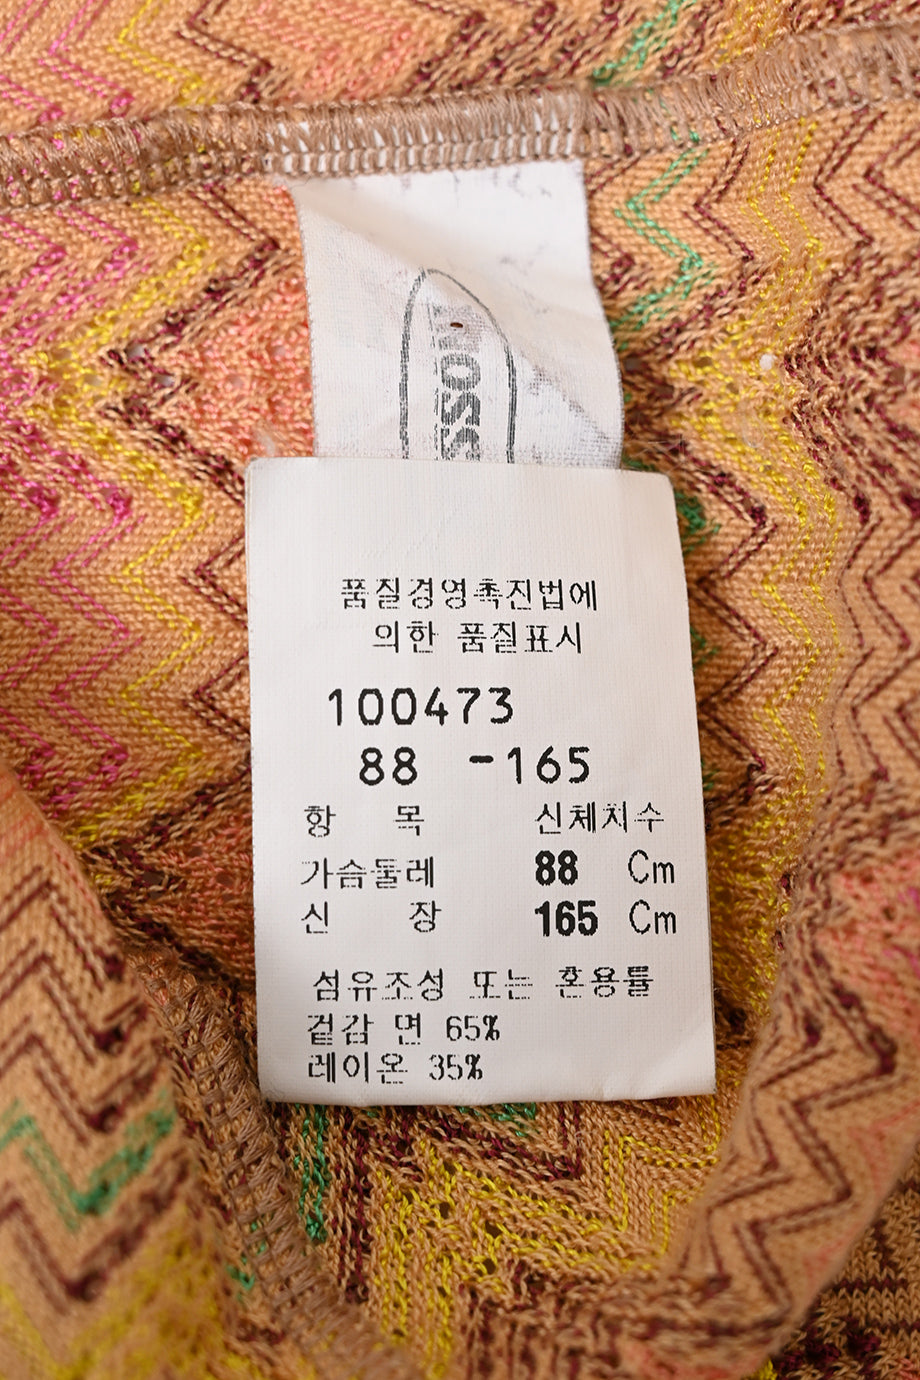 OSS
품질경영촉진법에
의한 품질표시
100473
88 -165
항 목 신체치수
가슴둘레 88 Cm
신 장 165 Cm
섬유조성 또는 혼용률
겉감 면 65%
레이온 35%